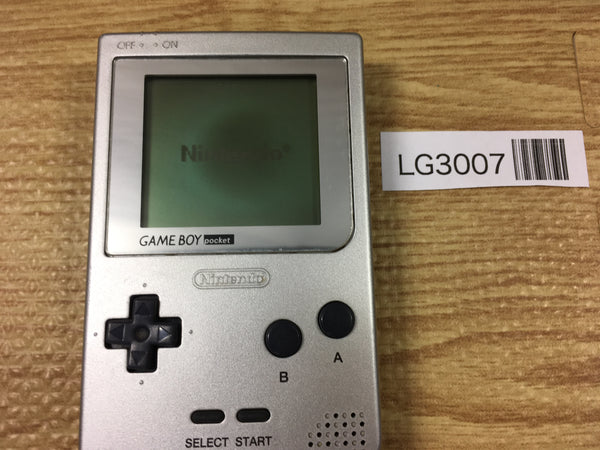 OFF ON
Nintendo®
GAME BOY pocket
Nintendo
LG3007
A
B
SELECT START